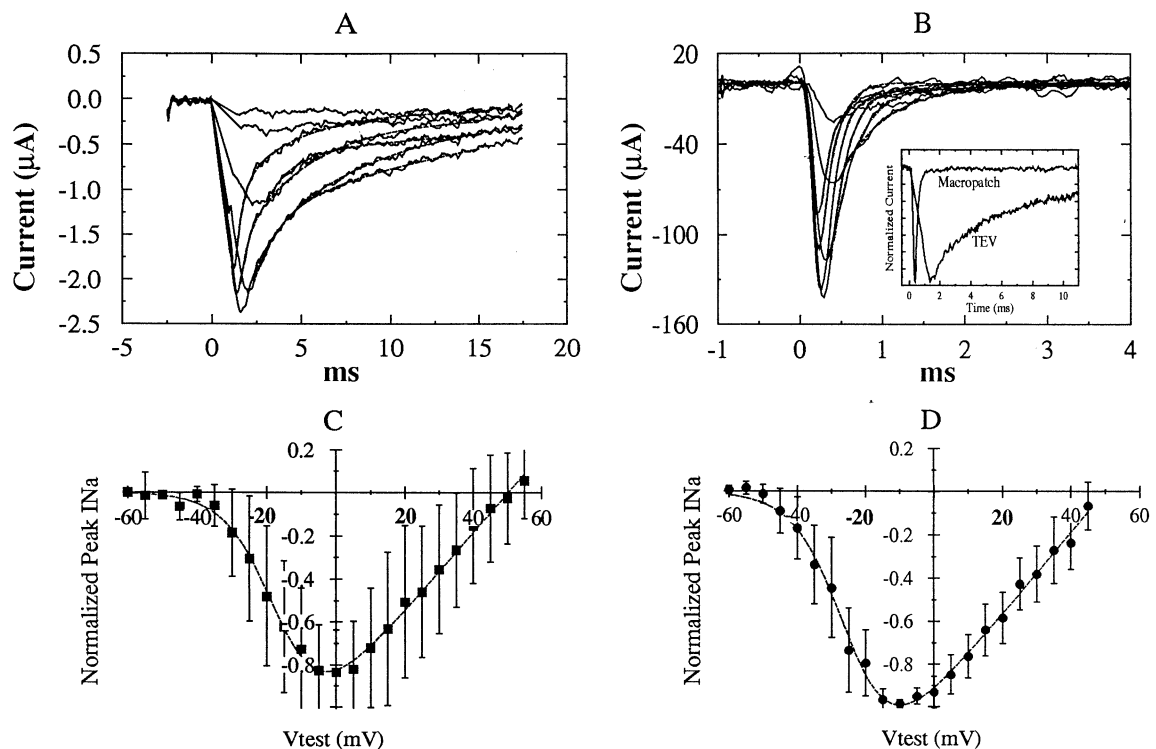 A
0.5
0.0
-0.5
-1.0
-1.5
-2.0
-2.5
Current (μA)
-5 0 5 10 15 20
ms
B
20
-40
-100
-160
Current (μA)
-1 0 1 2 3 4
ms
Normalized Current
Macropatch
TEV
0 2 4 6 8 10
Time (ms)
C
0.2
-0.2
-0.4
-0.6
-0.8
-60 -40 -20 20 40 60
Normalized Peak INa
Vtest (mV)
D
0.2
-0.2
-0.4
-0.6
-0.8
-60 -40 -20 20 40 60
Normalized Peak INa
Vtest (mV)